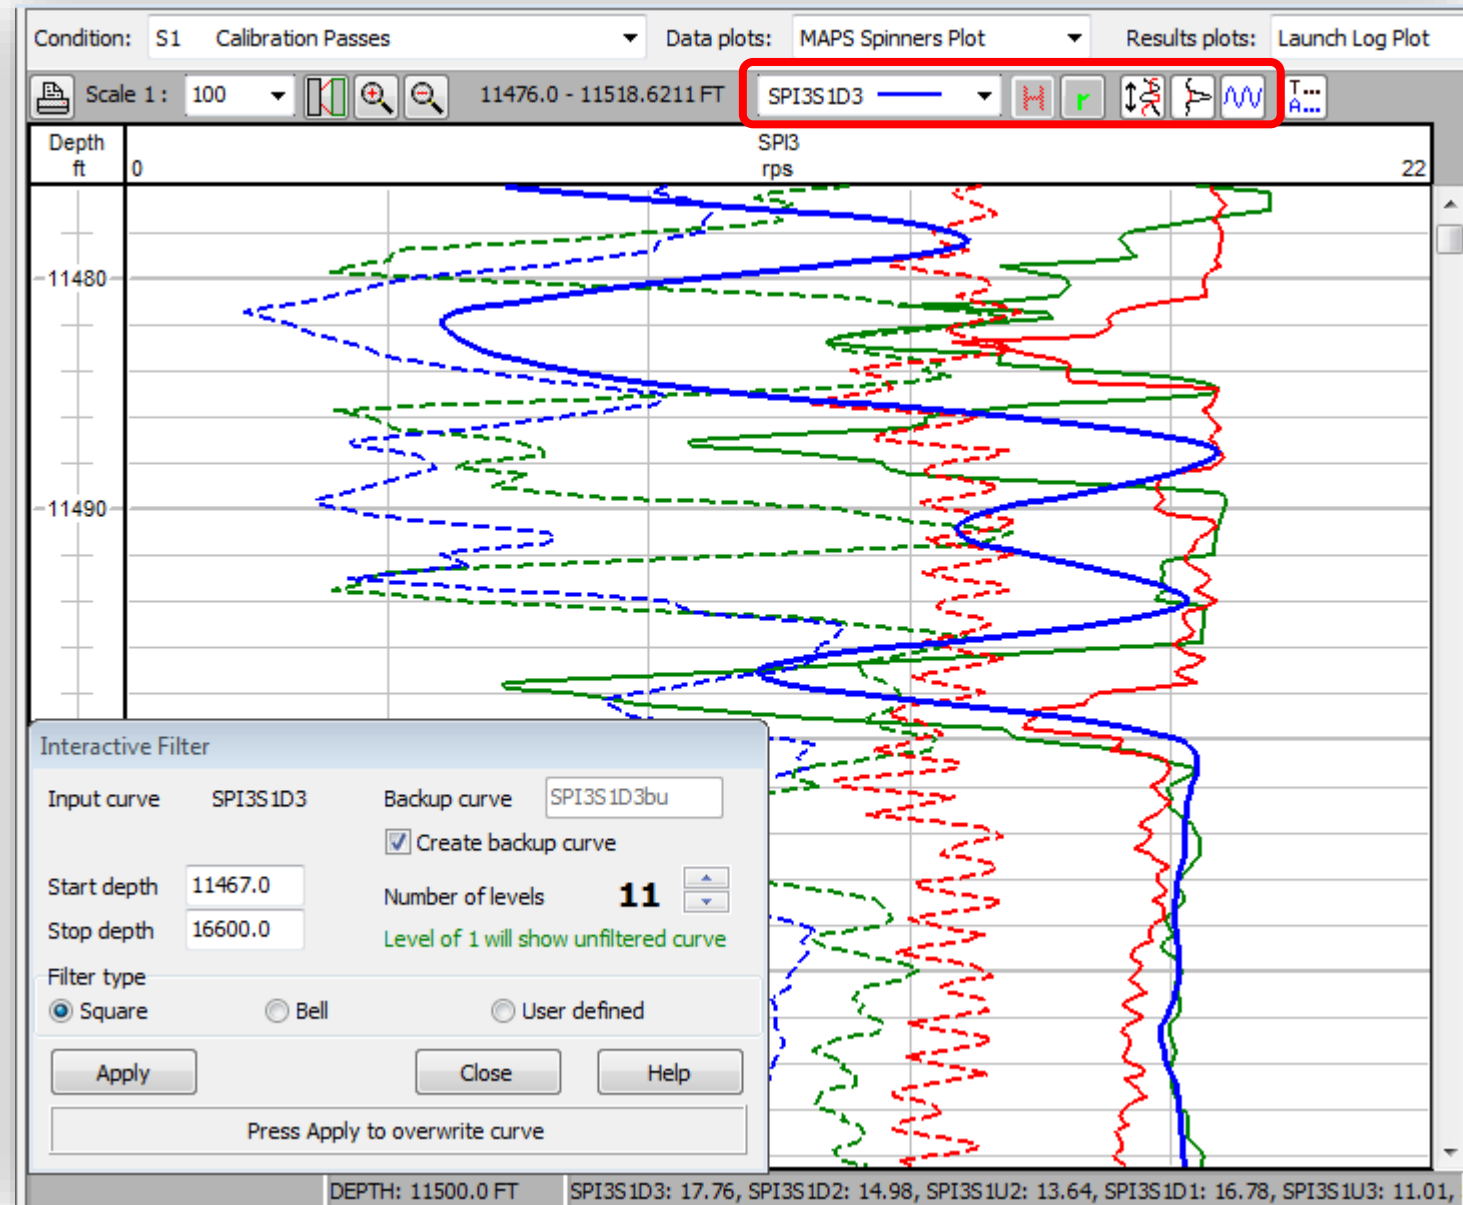 Condition: S1 Calibration Passes Data plots: MAPS Spinners Plot Results plots: Launch Log Plot
Scale 1 : 100 11476.0 - 11518.6211 FT SPI3S1D3 H r T... A...
Depth ft 0 SPI3 rps 22
11480
11490
Interactive Filter
Input curve SPI3S1D3 Backup curve SPI3S1D3bu
Create backup curve
Start depth 11467.0 Number of levels 11
Stop depth 16600.0 Level of 1 will show unfiltered curve
Filter type
Square Bell User defined
Apply Close Help
Press Apply to overwrite curve
DEPTH: 11500.0 FT SPI3S1D3: 17.76, SPI3S1D2: 14.98, SPI3S1U2: 13.64, SPI3S1D1: 16.78, SPI3S1U3: 11.01,